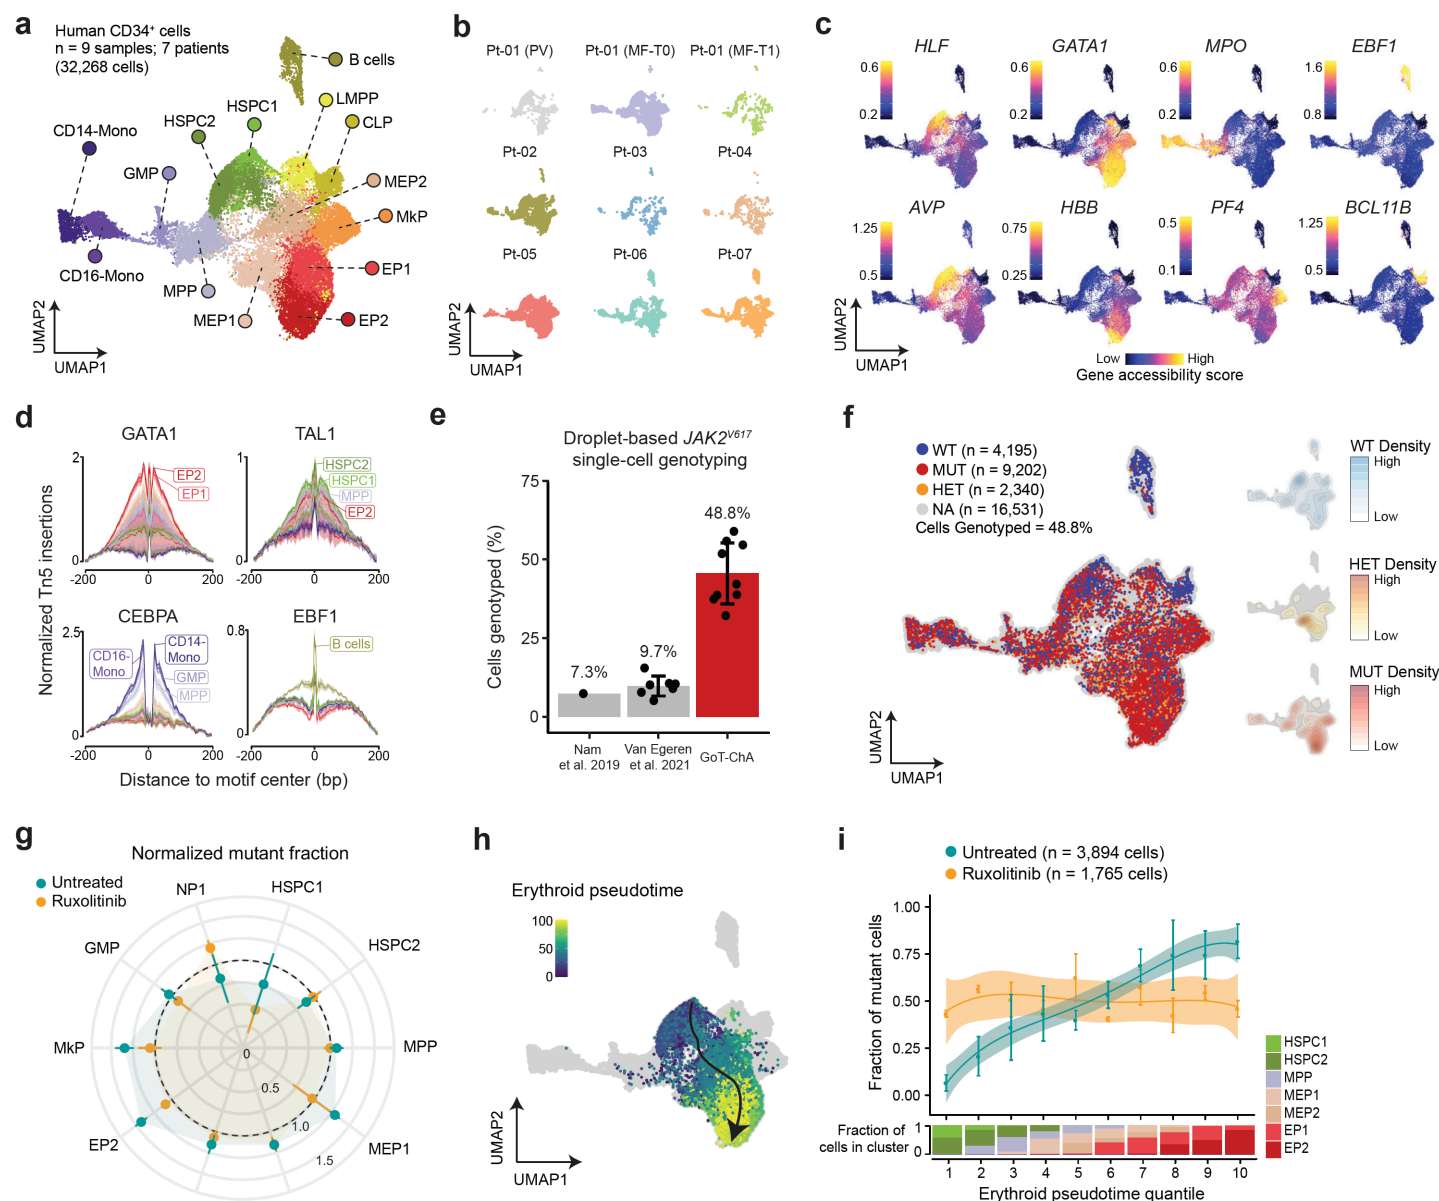 a
Human CD34+ cells
n = 9 samples; 7 patients
(32,268 cells)
B cells
LMPP
HSPC1
CLP
HSPC2
CD14-Mono
GMP
MEP2
MkP
CD16-Mono
EP1
MPP
MEP1
EP2
UMAP2
UMAP1
b
Pt-01 (PV)
Pt-01 (MF-T0)
Pt-01 (MF-T1)
Pt-02
Pt-03
Pt-04
Pt-05
Pt-06
Pt-07
UMAP2
UMAP1
c
HLF
GATA1
MPO
EBF1
0.6
0.2
0.6
0.2
0.6
0.2
1.6
0.8
AVP
HBB
PF4
BCL11B
1.25
0.5
0.75
0.25
0.5
0.1
1.25
0.5
UMAP2
UMAP1
Low
High
Gene accessibility score
d
GATA1
TAL1
2
0
EP2
EP1
-200
0
200
1
0
HSPC2
HSPC1
MPP
EP2
-200
0
200
CEBPA
EBF1
2.5
0
CD16-
Mono
CD14-
Mono
GMP
MPP
-200
0
200
0.8
0
B cells
-200
0
200
Normalized Tn5 insertions
Distance to motif center (bp)
e
Droplet-based JAK2V617
single-cell genotyping
Cells genotyped (%)
75
50
25
0
7.3%
9.7%
48.8%
Nam
et al. 2019
Van Egeren
et al. 2021
GoT-ChA
f
WT (n = 4,195)
MUT (n = 9,202)
HET (n = 2,340)
NA (n = 16,531)
Cells Genotyped = 48.8%
UMAP2
UMAP1
WT Density
High
Low
HET Density
High
Low
MUT Density
High
Low
g
Normalized mutant fraction
Untreated
Ruxolitinib
NP1
HSPC1
GMP
HSPC2
MkP
MPP
EP2
MEP1
0
0.5
1.0
1.5
h
Erythroid pseudotime
100
50
0
UMAP2
UMAP1
i
Untreated (n = 3,894 cells)
Ruxolitinib (n = 1,765 cells)
Fraction of mutant cells
1.00
0.75
0.50
0.25
0.00
Fraction of
cells in cluster
1
0
1 2 3 4 5 6 7 8 9 10
Erythroid pseudotime quantile
HSPC1
HSPC2
MPP
MEP1
MEP2
EP1
EP2